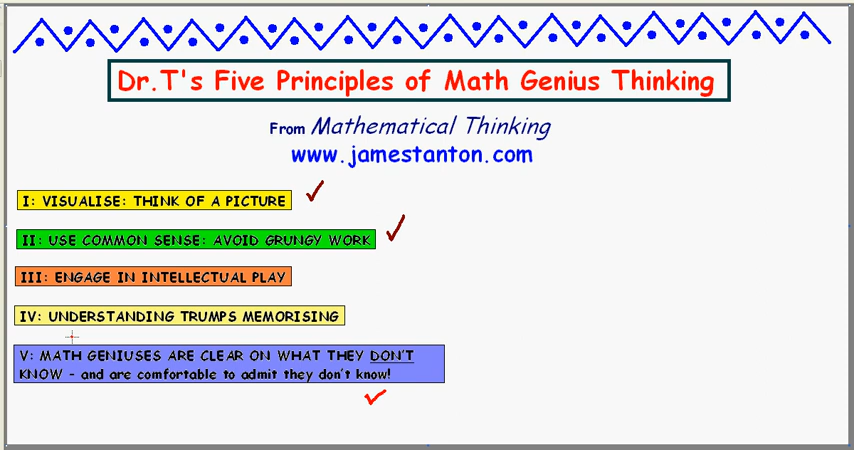 Dr.T's Five Principles of Math Genius Thinking
From Mathematical Thinking
www.jamestanton.com
I: VISUALISE: THINK OF A PICTURE
II: USE COMMON SENSE: AVOID GRUNGY WORK
III: ENGAGE IN INTELLECTUAL PLAY
IV: UNDERSTANDING TRUMPS MEMORISING
V: MATH GENIUSES ARE CLEAR ON WHAT THEY DON'T
KNOW - and are comfortable to admit they don't know!